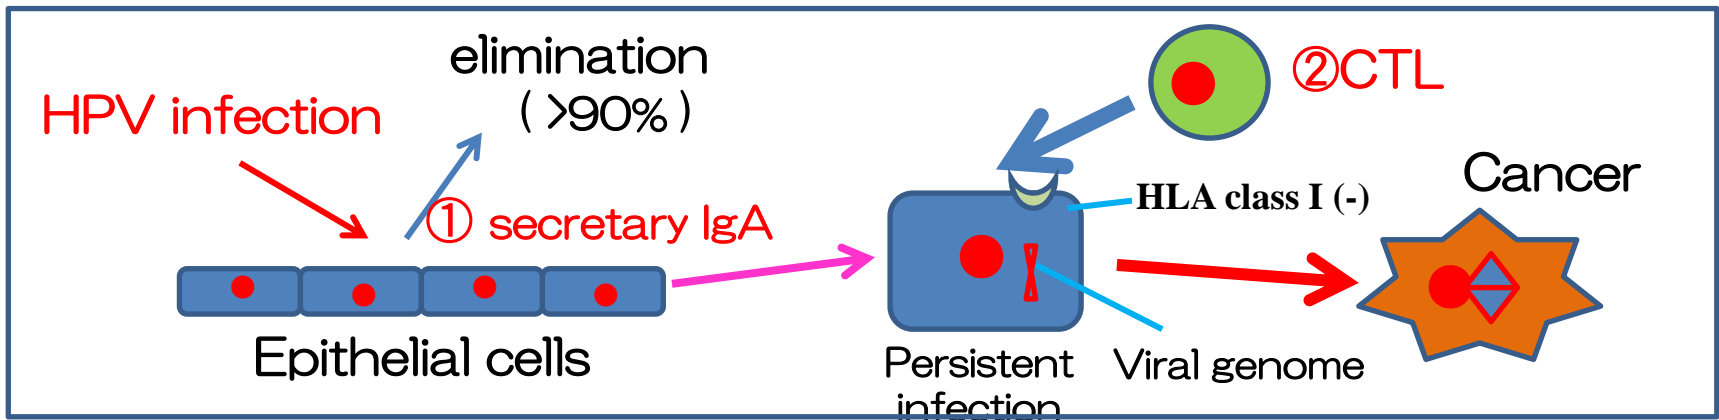 HPV infection
elimination
( >90% )
① secretary IgA
Epithelial cells
②CTL
HLA class I (-)
Persistent
infection
Viral genome
Cancer